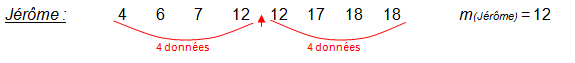 Jérôme : 4 6 7 12 12 17 18 18 m(Jérôme) = 12
4 données 4 données